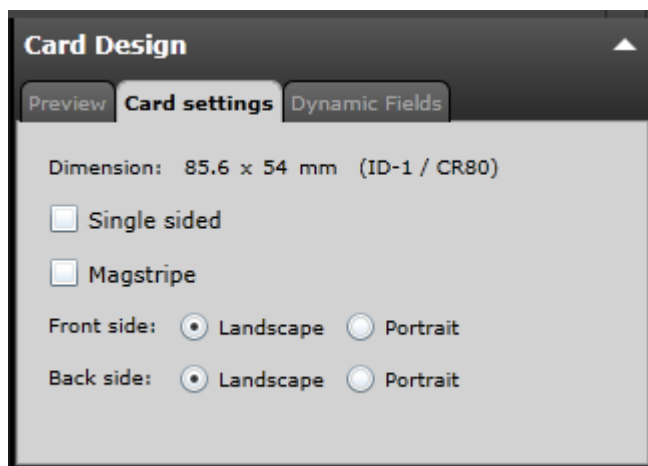 Card Design
Preview Card settings Dynamic Fields
Dimension: 85.6 x 54 mm (ID-1 / CR80)
Single sided
Magstripe
Front side: Landscape Portrait
Back side: Landscape Portrait